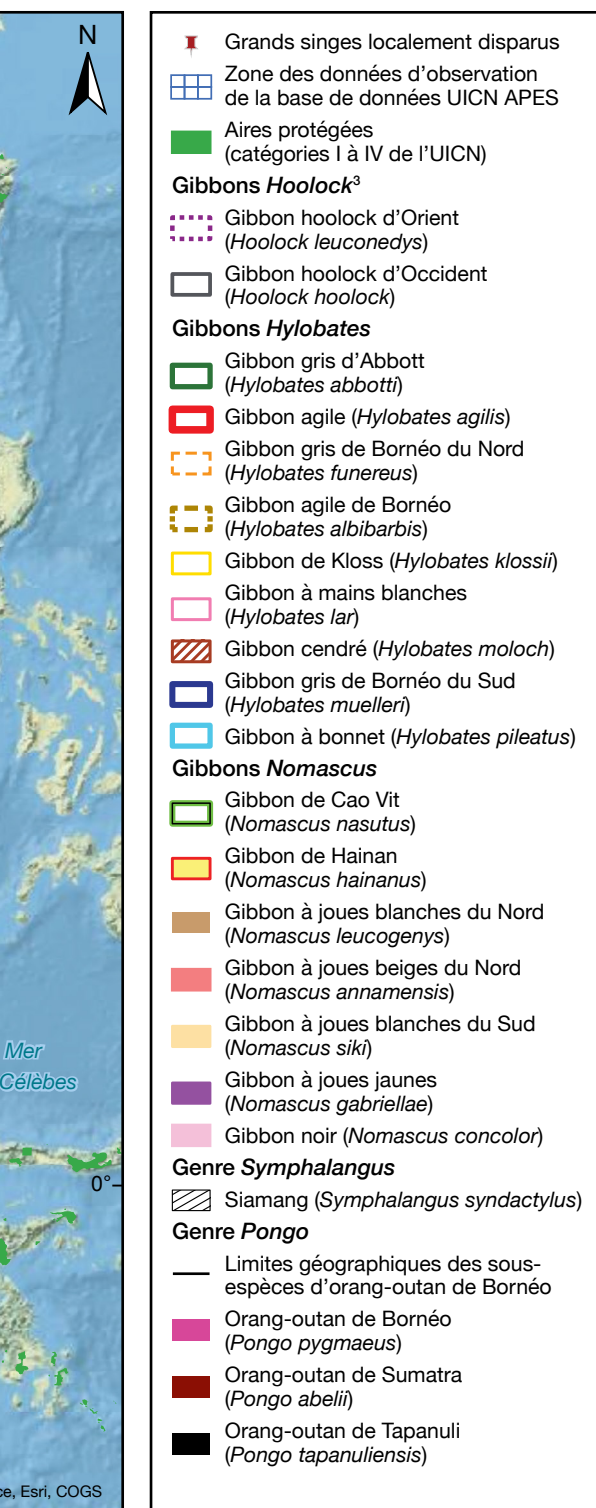 N
Mer
Célèbes
0°
ce, Esri, COGS
Grands singes localement disparus
Zone des données d'observation
de la base de données UICN APES
Aires protégées
(catégories I à IV de l'UICN)
Gibbons Hoolock³
Gibbon hoolock d'Orient
(Hoolock leuconedys)
Gibbon hoolock d'Occident
(Hoolock hoolock)
Gibbons Hylobates
Gibbon gris d'Abbott
(Hylobates abbotti)
Gibbon agile (Hylobates agilis)
Gibbon gris de Bornéo du Nord
(Hylobates funereus)
Gibbon agile de Bornéo
(Hylobates albibarbis)
Gibbon de Kloss (Hylobates klossii)
Gibbon à mains blanches
(Hylobates lar)
Gibbon cendré (Hylobates moloch)
Gibbon gris de Bornéo du Sud
(Hylobates muelleri)
Gibbon à bonnet (Hylobates pileatus)
Gibbons Nomascus
Gibbon de Cao Vit
(Nomascus nasutus)
Gibbon de Hainan
(Nomascus hainanus)
Gibbon à joues blanches du Nord
(Nomascus leucogenys)
Gibbon à joues beiges du Nord
(Nomascus annamensis)
Gibbon à joues blanches du Sud
(Nomascus siki)
Gibbon à joues jaunes
(Nomascus gabriellae)
Gibbon noir (Nomascus concolor)
Genre Symphalangus
Siamang (Symphalangus syndactylus)
Genre Pongo
Limites géographiques des sous-
espèces d'orang-outan de Bornéo
Orang-outan de Bornéo
(Pongo pygmaeus)
Orang-outan de Sumatra
(Pongo abelii)
Orang-outan de Tapanuli
(Pongo tapanuliensis)